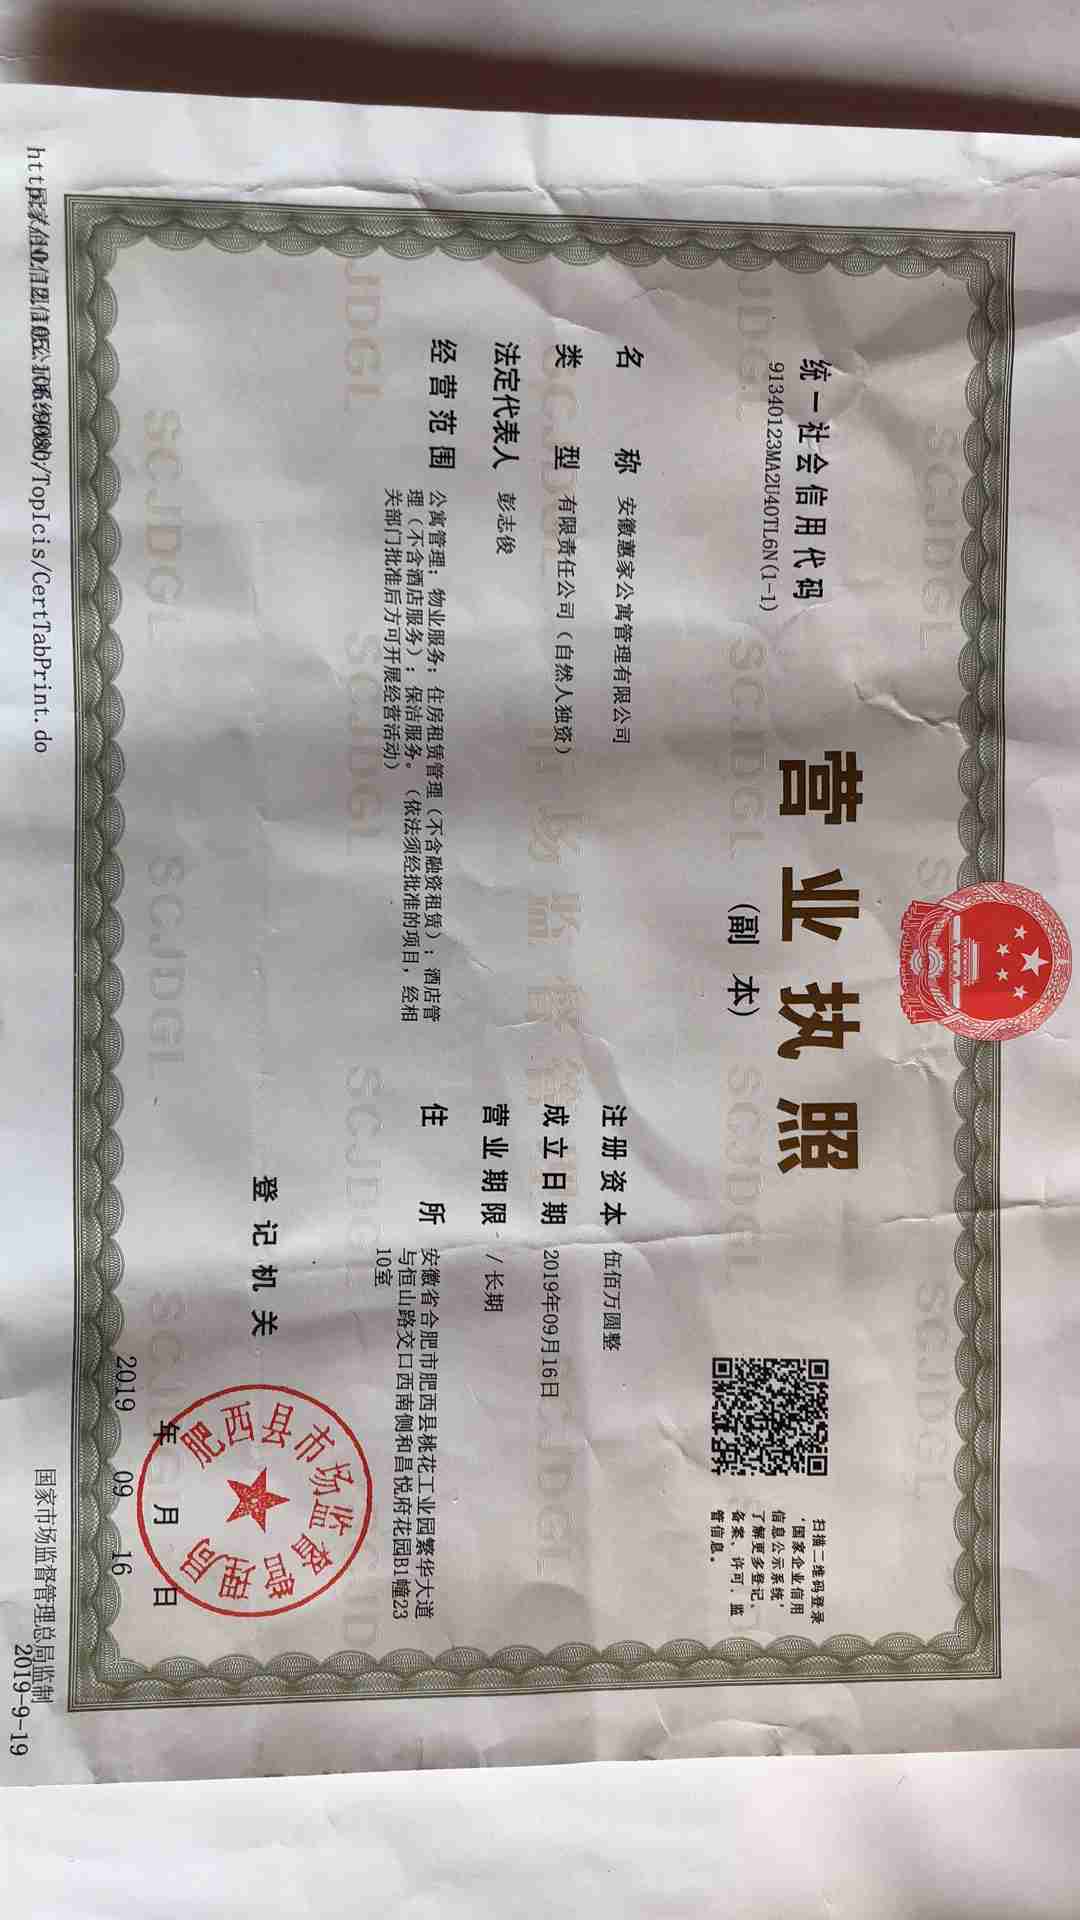 营业执照
(副 本)
统一社会信用代码
91340123MA2U40TL6N(1-1)
扫描二维码登录
'国家企业信用
信息公示系统'
了解更多登记、
备案、许可、监
管信息。
名 称 安徽惠家公寓管理有限公司
类 型 有限责任公司(自然人独资)
法定代表人 彭志俊
经营范围 公寓管理；物业服务；住房租赁管理(不含融资租赁)；酒店管
理(不含酒店服务)；保洁服务。(依法须经批准的项目，经相
关部门批准后方可开展经营活动)
注册资本 伍佰万圆整
成立日期 2019年09月16日
营业期限 / 长期
住 所 安徽省合肥市肥西县桃花工业园繁华大道
与恒山路交口西南侧和昌悦府花园B1幢23
10室
登记机关
肥西县市场监督管理局
2019 年 09 月 16 日
/TopIcis/CertTabPrint.do
国家市场监督管理总局监制
2019-9-19
SCJDGL
市场监督管